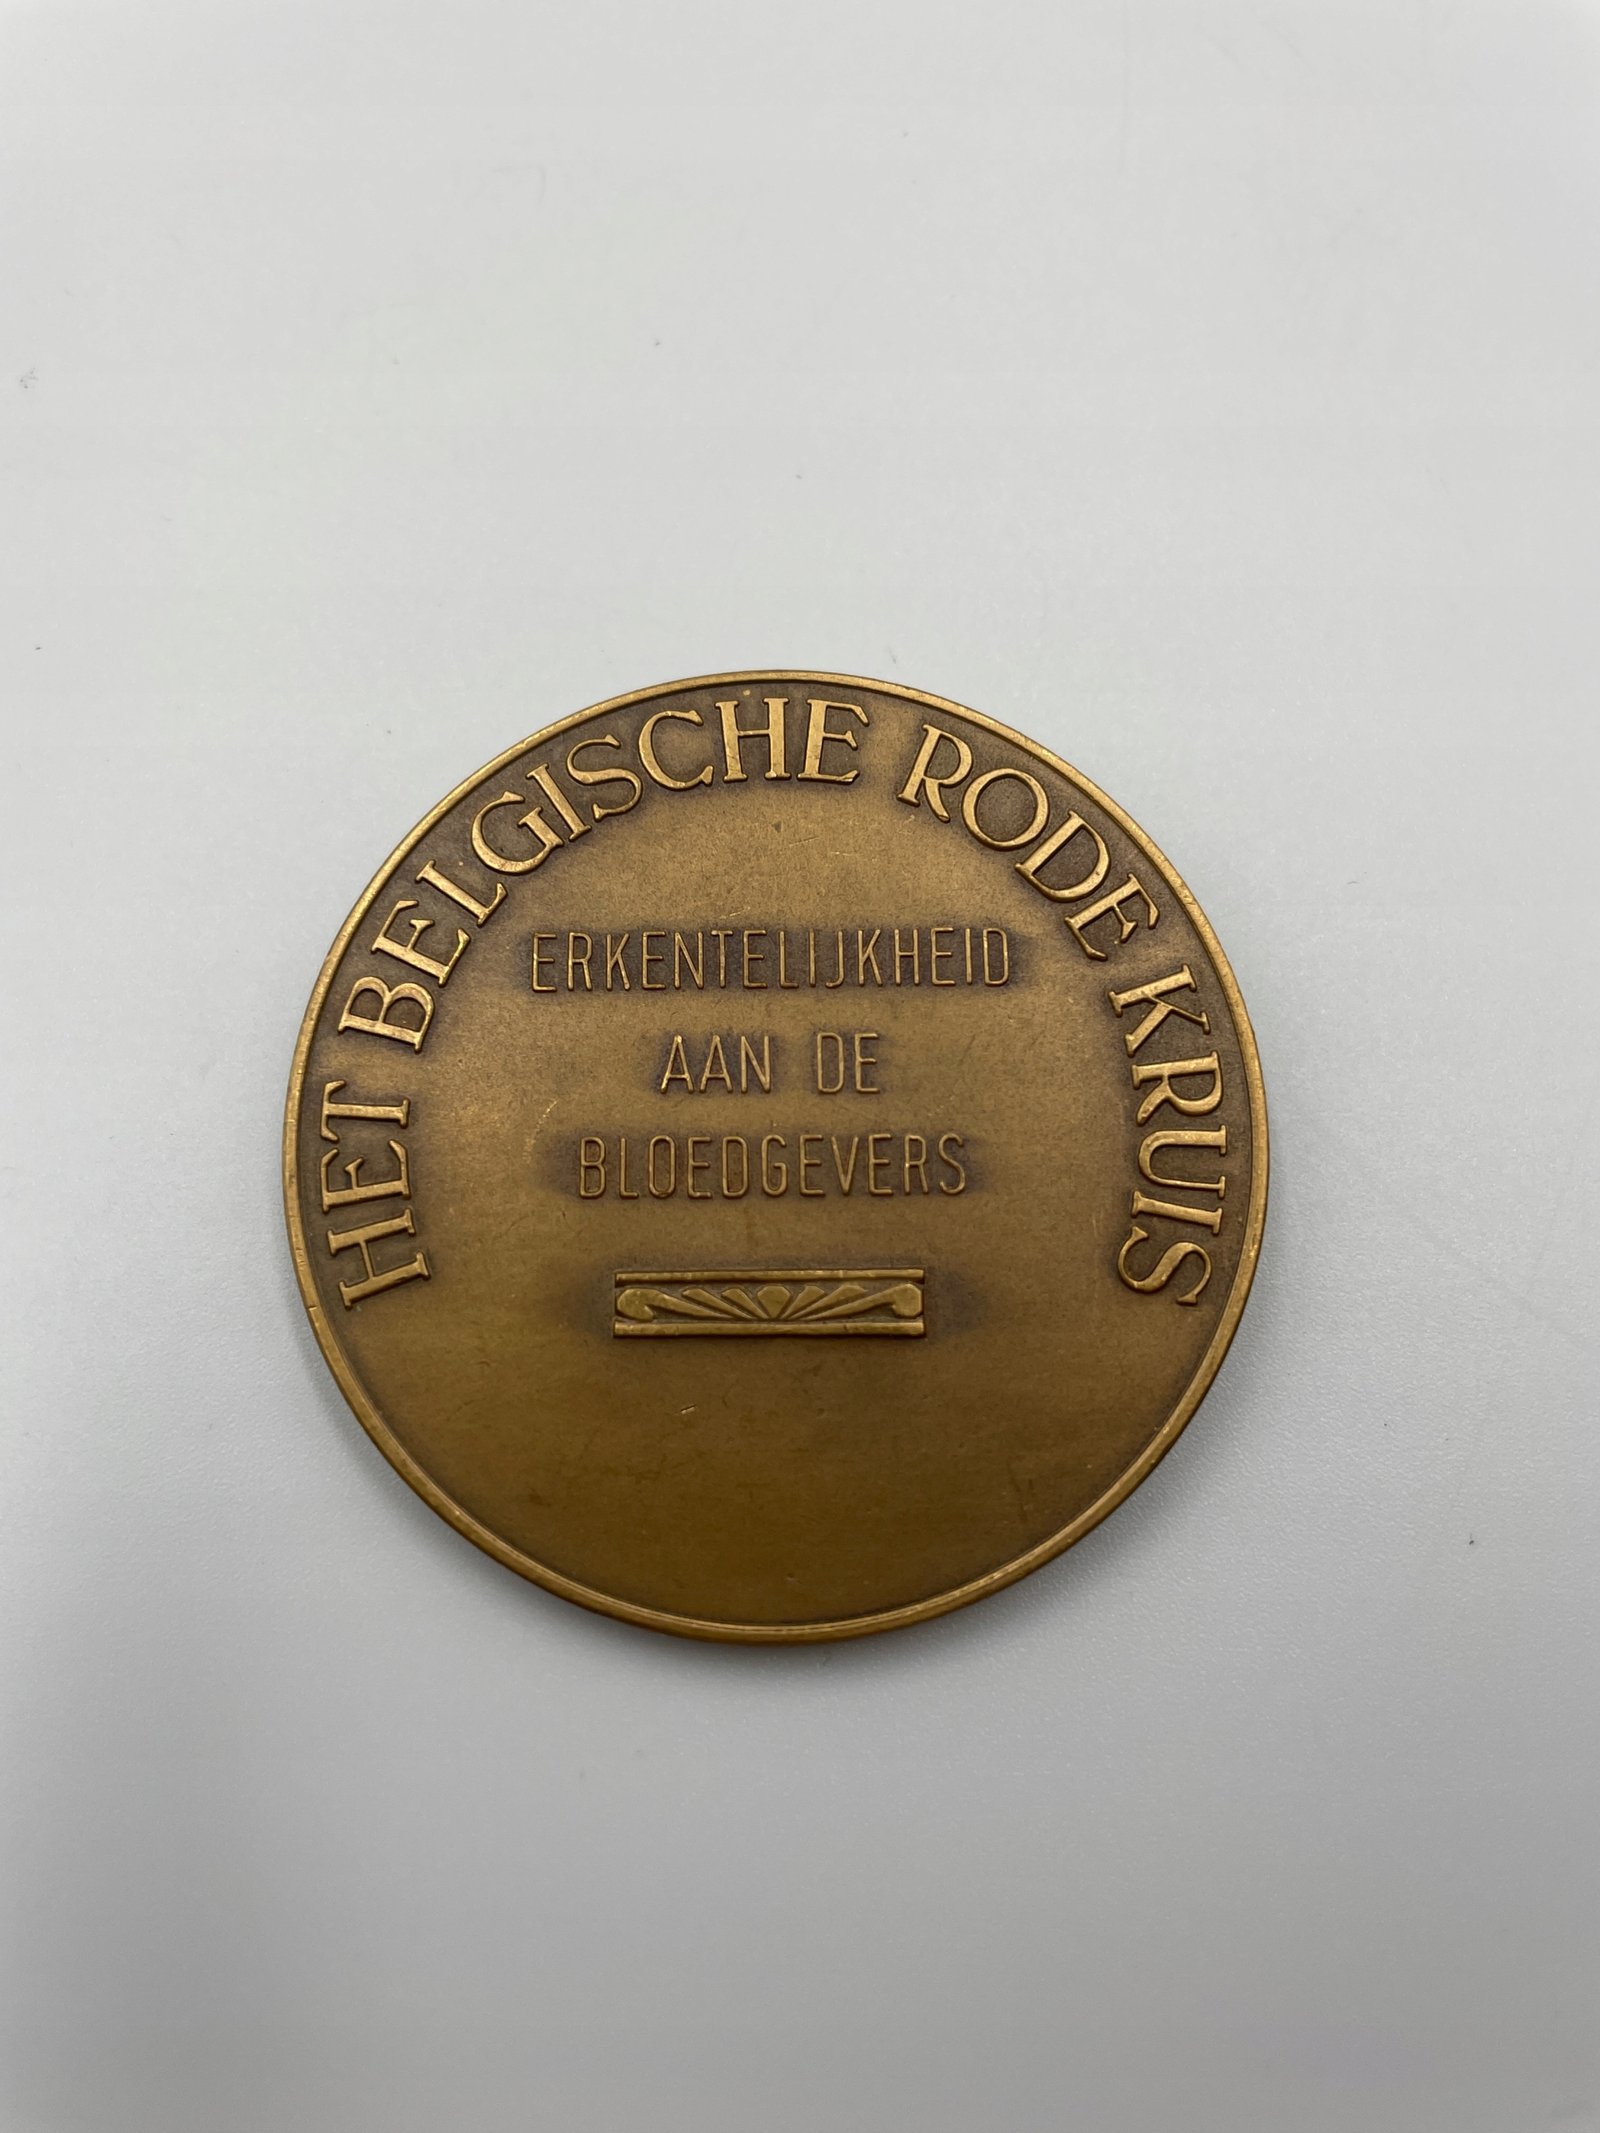 HET BELGISCHE RODE KRUIS
ERKENTELIJKHEID
AAN DE
BLOEDGEVERS